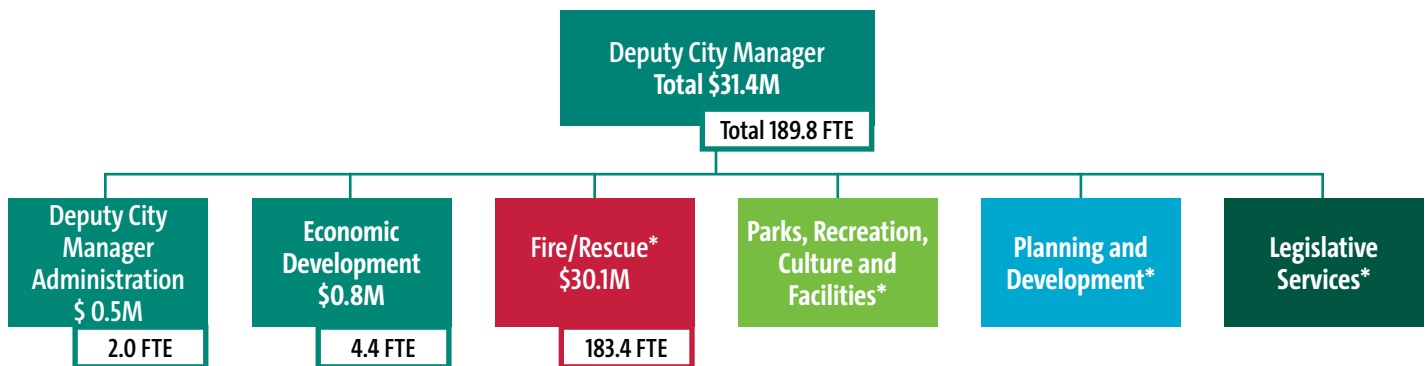 Deputy City Manager
Total $31.4M
Total 189.8 FTE
Deputy City
Manager
Administration
$ 0.5M
2.0 FTE
Economic
Development
$0.8M
4.4 FTE
Fire/Rescue*
$30.1M
183.4 FTE
Parks, Recreation,
Culture and
Facilities*
Planning and
Development*
Legislative
Services*